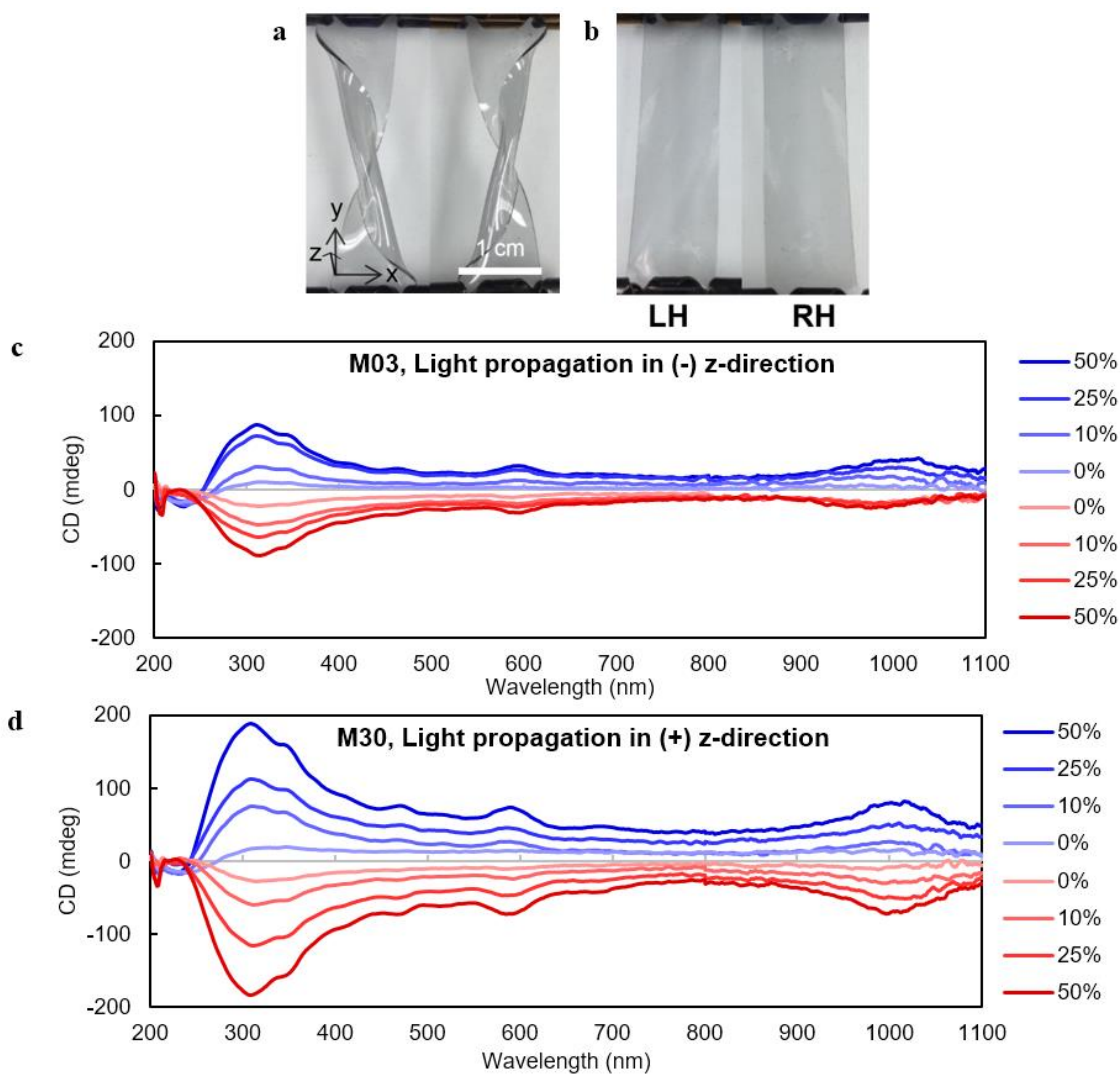 a
b
y
z
x
1 cm
LH
RH
c
M03, Light propagation in (-) z-direction
CD (mdeg)
200
100
0
-100
-200
200 300 400 500 600 700 800 900 1000 1100
Wavelength (nm)
50%
25%
10%
0%
0%
10%
25%
50%
d
M30, Light propagation in (+) z-direction
CD (mdeg)
200
100
0
-100
-200
200 300 400 500 600 700 800 900 1000 1100
Wavelength (nm)
50%
25%
10%
0%
0%
10%
25%
50%